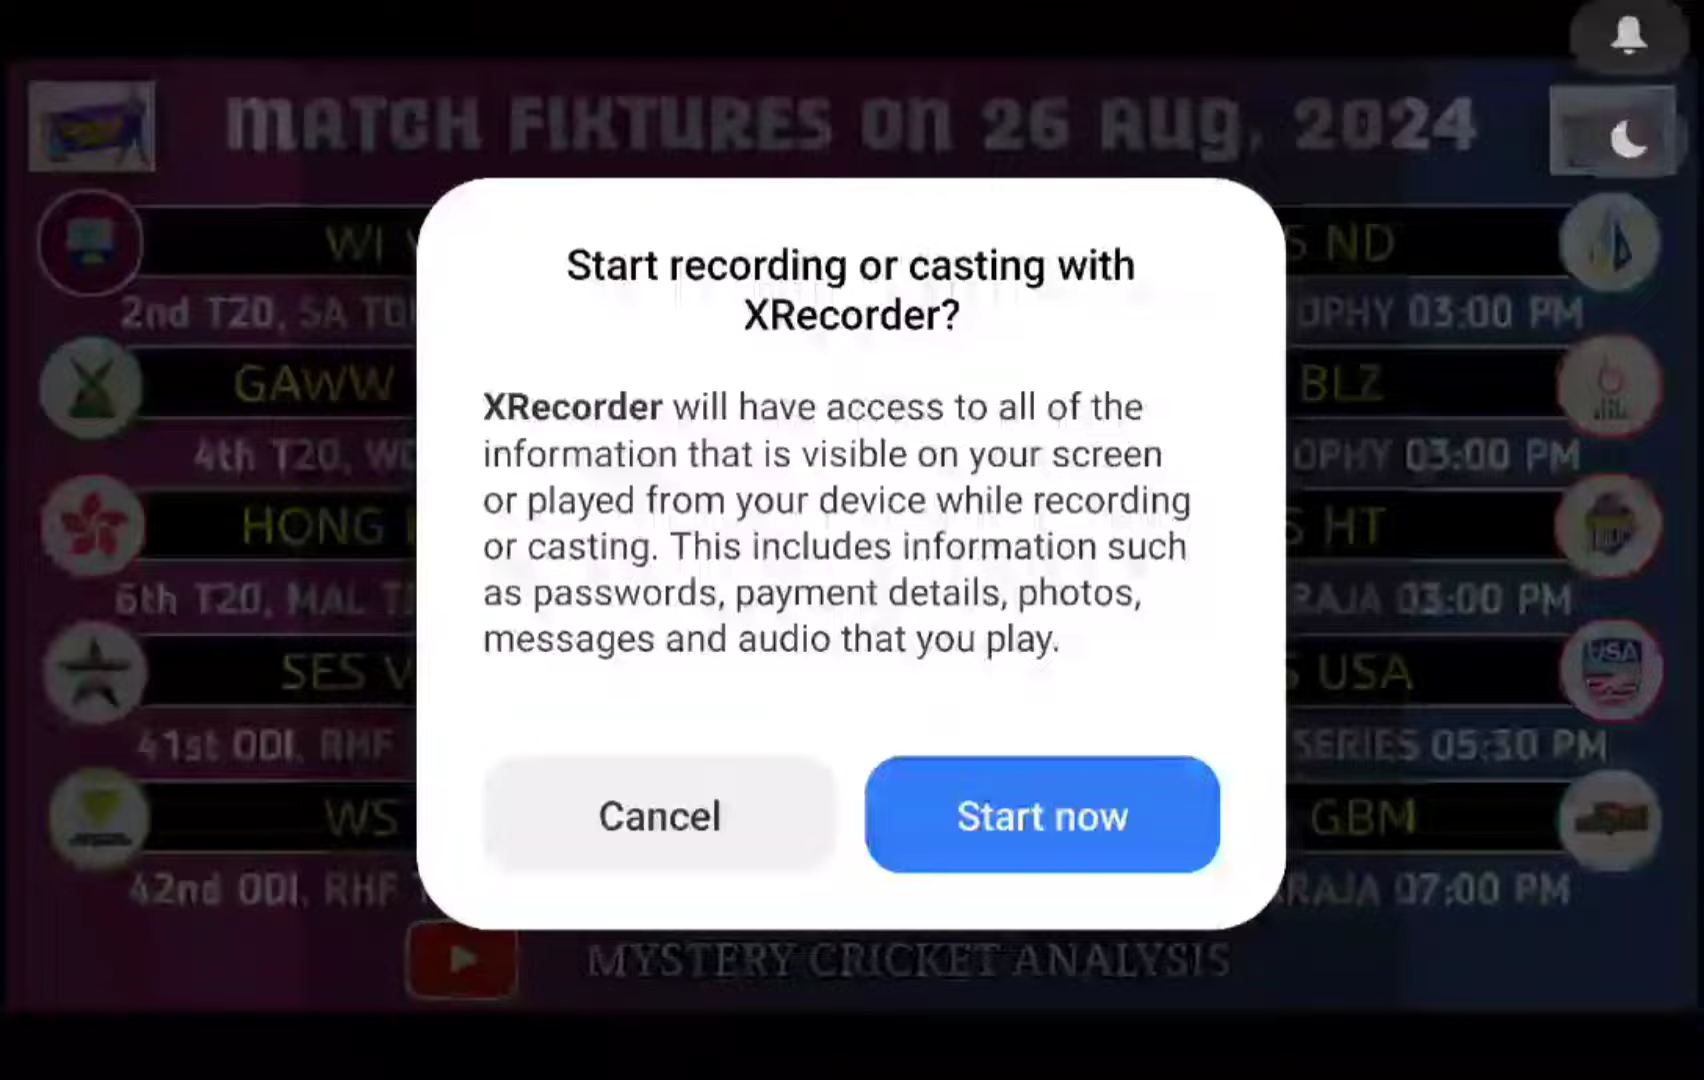 MATCH FIXTURES ON 26 AUG, 2024
WI
S ND
2nd T20, SA TO
OPHY 03:00 PM
GAWW
BLZ
4th T20, WC
OPHY 03:00 PM
HONG
S HT
6th T20, MAL T
RAJA 03:00 PM
SES V
S USA
USA
41st ODI, RHF
SERIES 05:30 PM
WS
GBM
42nd ODI, RHF T
RAJA 07:00 PM
MYSTERY CRICKET ANALYSIS
Start recording or casting with
XRecorder?
XRecorder will have access to all of the
information that is visible on your screen
or played from your device while recording
or casting. This includes information such
as passwords, payment details, photos,
messages and audio that you play.
Cancel
Start now